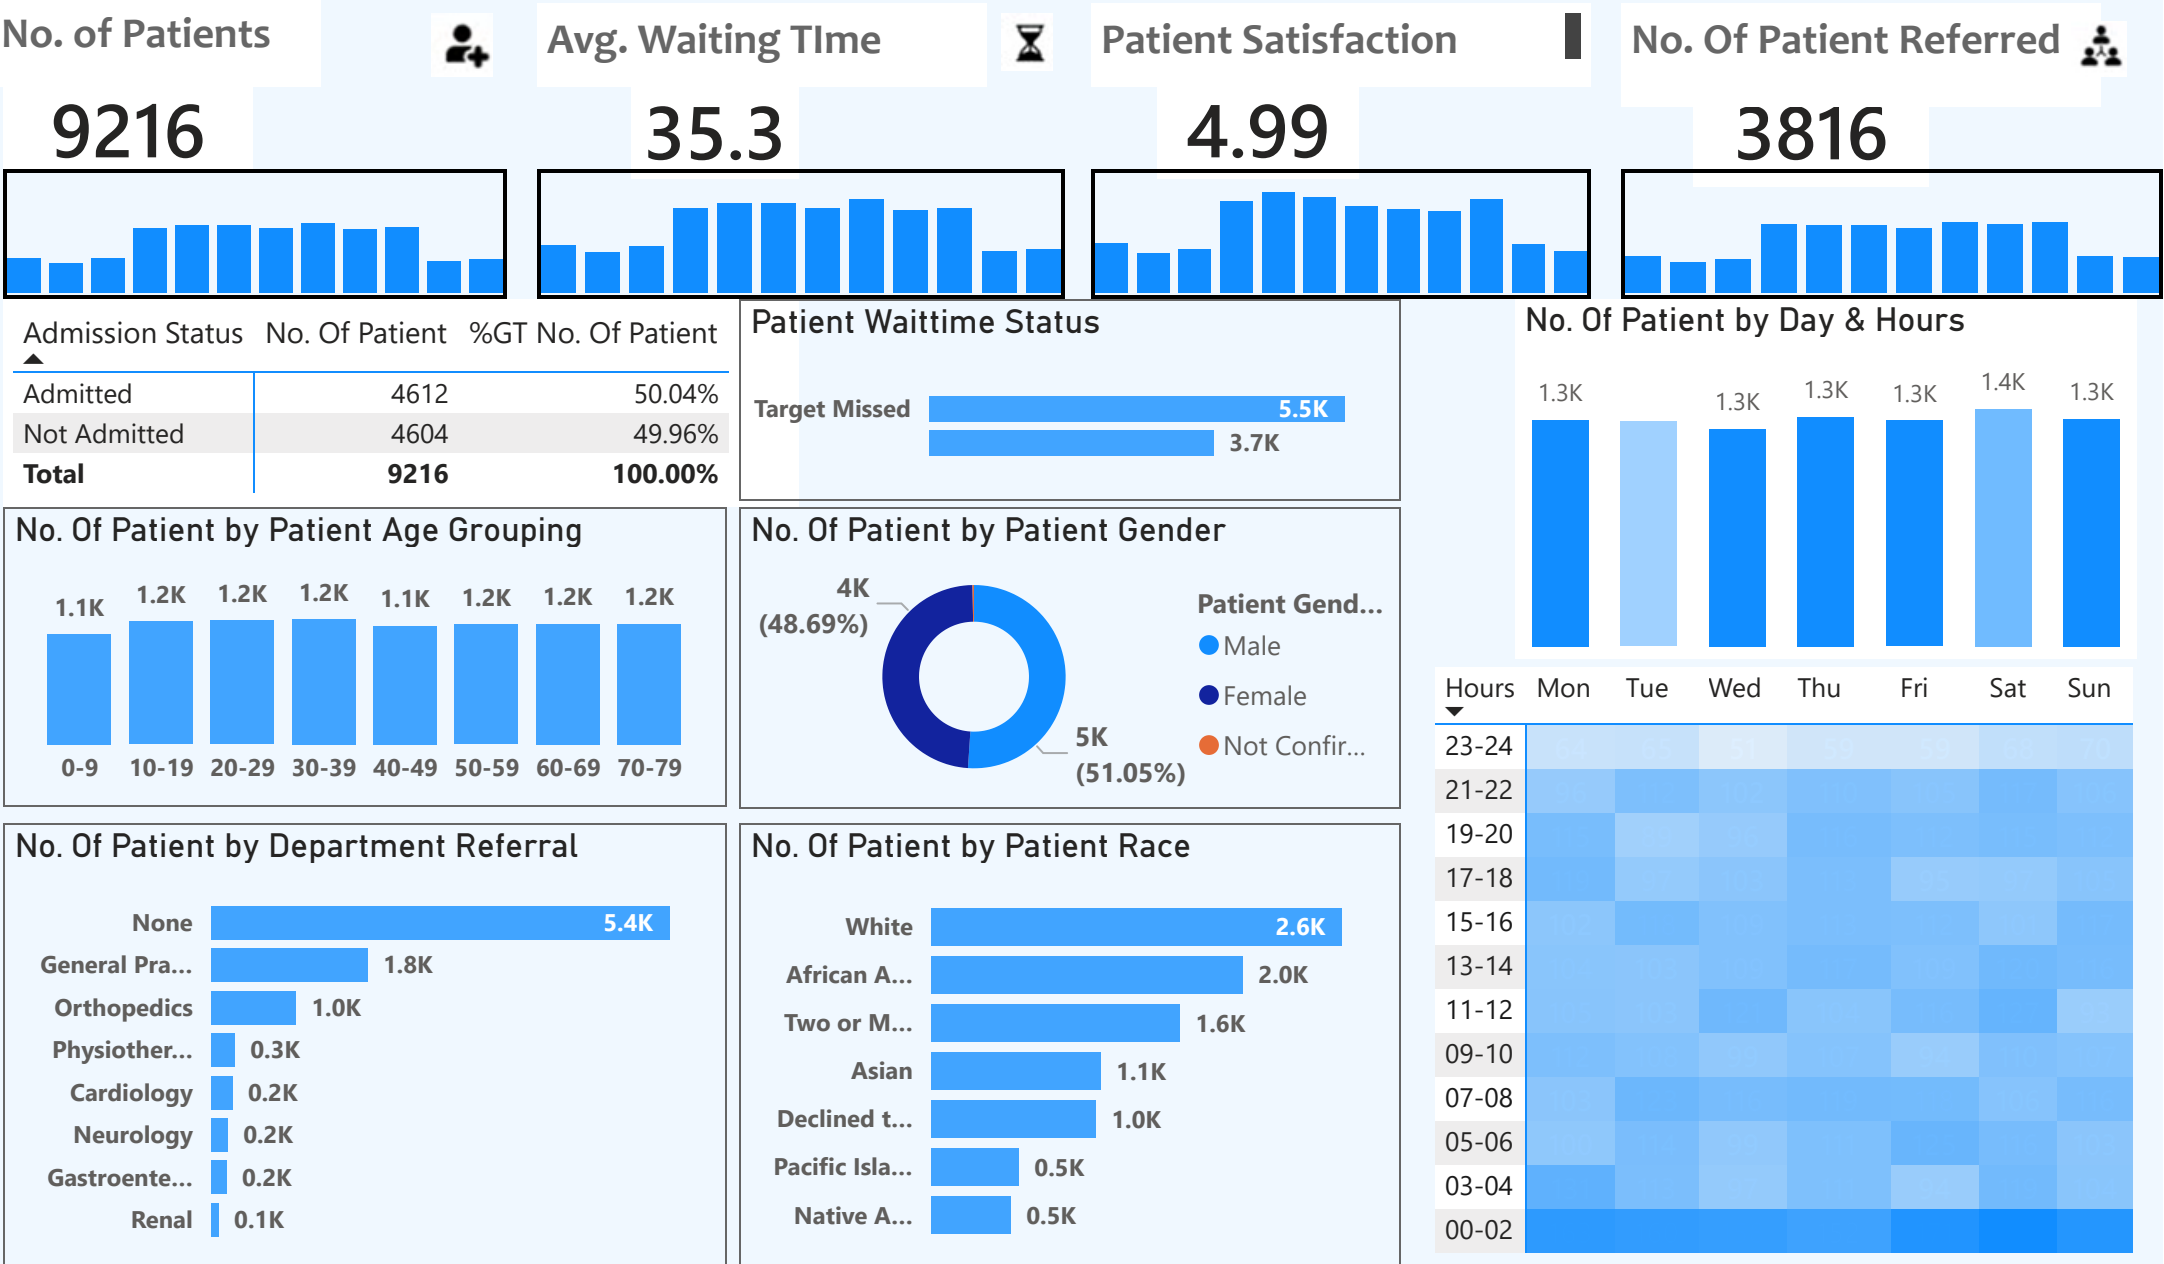 No. of Patients
Avg. Waiting TIme
Patient Satisfaction
No. Of Patient Referred
9216
35.3
4.99
3816
Admission Status No. Of Patient %GT No. Of Patient
Admitted 4612 50.04%
Not Admitted 4604 49.96%
Total 9216 100.00%
Patient Waittime Status
Target Missed 5.5K
3.7K
No. Of Patient by Day & Hours
1.3K 1.3K 1.3K 1.3K 1.4K 1.3K
No. Of Patient by Patient Age Grouping
1.1K 1.2K 1.2K 1.2K 1.1K 1.2K 1.2K 1.2K
0-9 10-19 20-29 30-39 40-49 50-59 60-69 70-79
No. Of Patient by Patient Gender
4K
(48.69%)
5K
(51.05%)
Patient Gend...
Male
Female
Not Confir...
Hours Mon Tue Wed Thu Fri Sat Sun
23-24
21-22
19-20
17-18
15-16
13-14
11-12
09-10
07-08
05-06
03-04
00-02
No. Of Patient by Department Referral
None 5.4K
General Pra... 1.8K
Orthopedics 1.0K
Physiother... 0.3K
Cardiology 0.2K
Neurology 0.2K
Gastroente... 0.2K
Renal 0.1K
No. Of Patient by Patient Race
White 2.6K
African A... 2.0K
Two or M... 1.6K
Asian 1.1K
Declined t... 1.0K
Pacific Isla... 0.5K
Native A... 0.5K